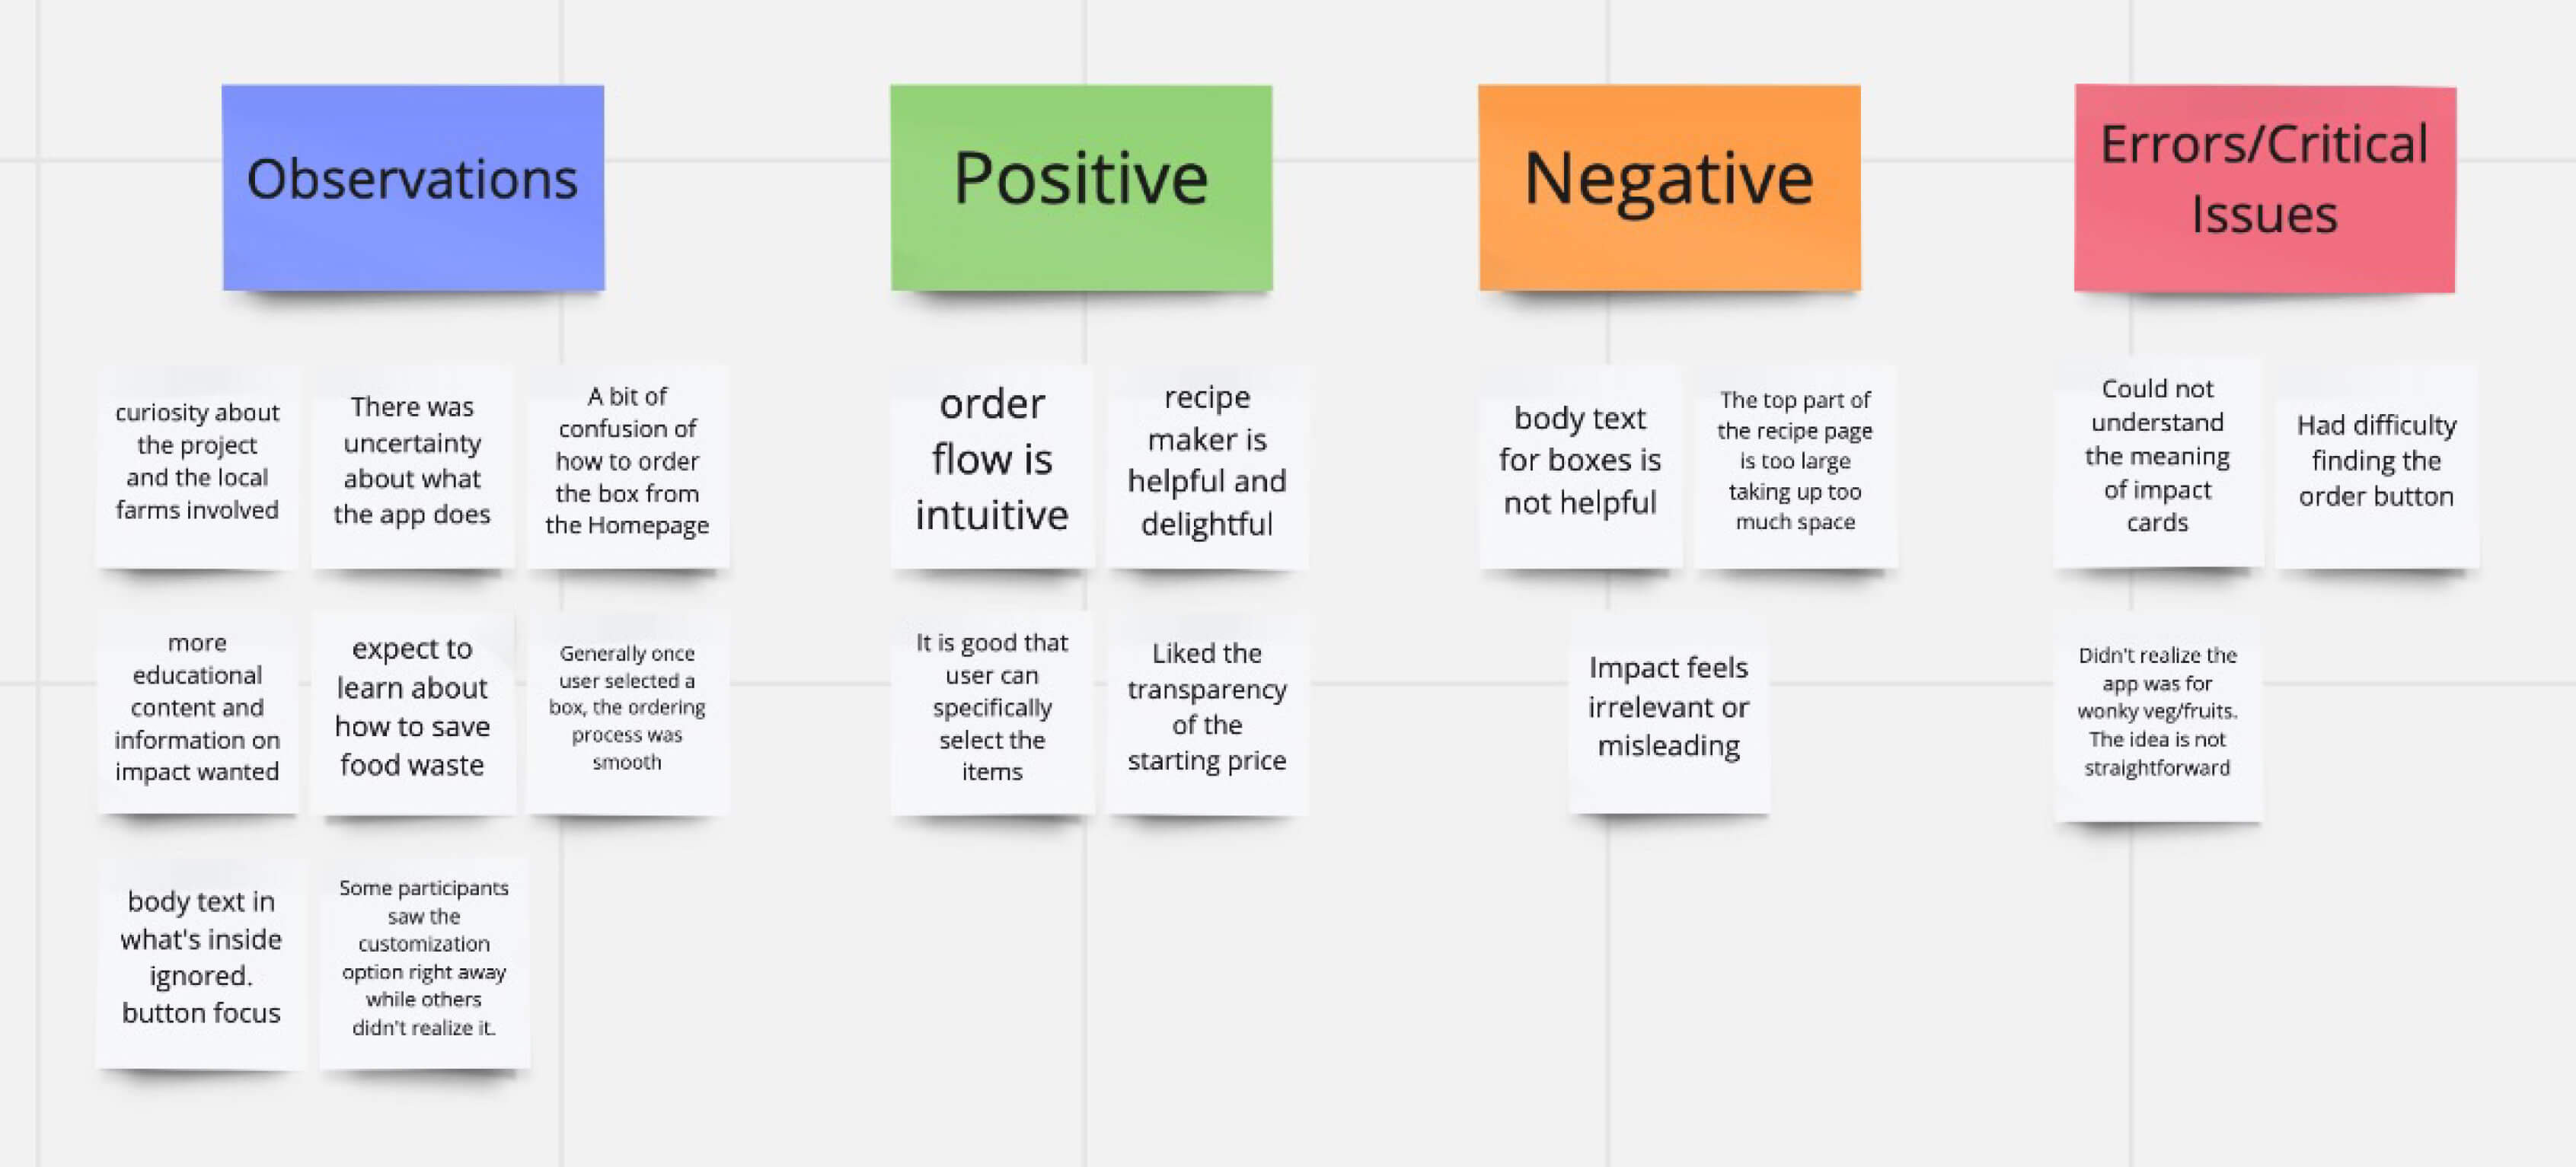 Observations
Positive
Negative
Errors/Critical
Issues
curiosity about
the project
and the local
farms involved
There was
uncertainty
about what
the app does
A bit of
confusion of
how to order
the box from
the Homepage
more
educational
content and
information on
impact wanted
expect to
learn about
how to save
food waste
Generally once
user selected a
box, the ordering
process was
smooth
body text in
what's inside
ignored.
button focus
Some participants
saw the
customization
option right away
while others
didn't realize it.
order
flow is
intuitive
recipe
maker is
helpful and
delightful
It is good that
user can
specifically
select the
items
Liked the
transparency
of the
starting price
body text
for boxes is
not helpful
The top part of
the recipe page
is too large
taking up too
much space
Impact feels
irrelevant or
misleading
Could not
understand
the meaning
of impact
cards
Had difficulty
finding the
order button
Didn't realize the
app was for
wonky veg/fruits.
The idea is not
straightforward